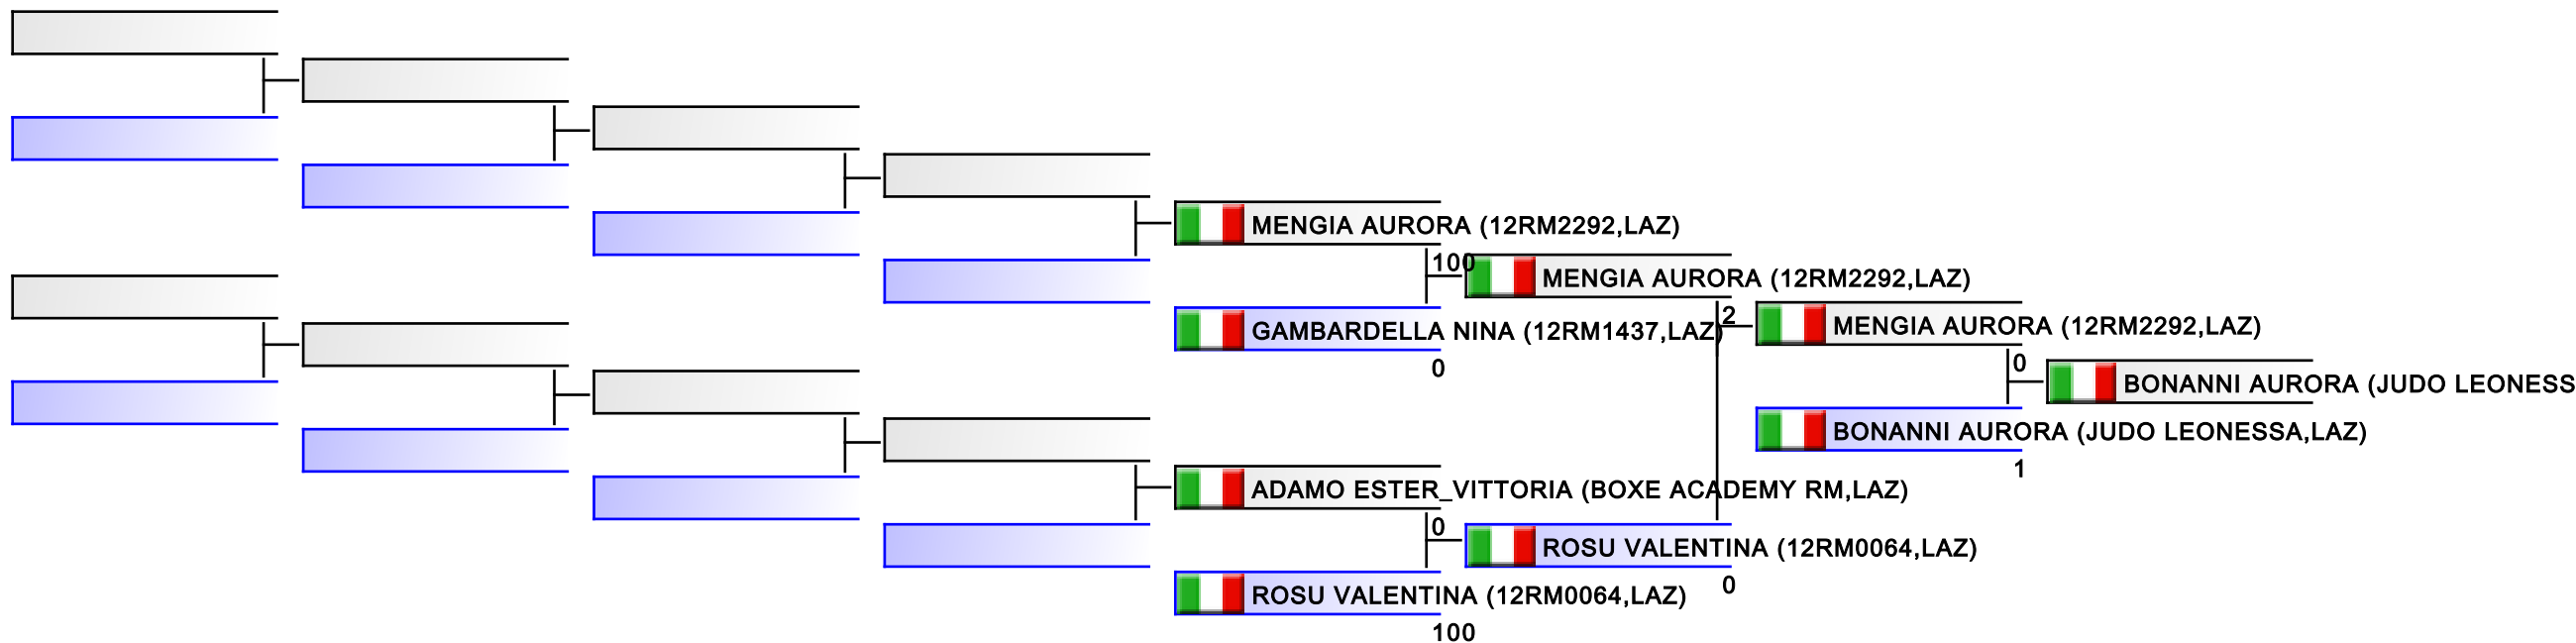 MENGIA AURORA (12RM2292,LAZ)
100
MENGIA AURORA (12RM2292,LAZ)
GAMBARDELLA NINA (12RM1437,LAZ)
0
2
MENGIA AURORA (12RM2292,LAZ)
0
BONANNI AURORA (JUDO LEONESS
BONANNI AURORA (JUDO LEONESSA,LAZ)
1
ADAMO ESTER_VITTORIA (BOXE ACADEMY RM,LAZ)
0
ROSU VALENTINA (12RM0064,LAZ)
0
ROSU VALENTINA (12RM0064,LAZ)
100